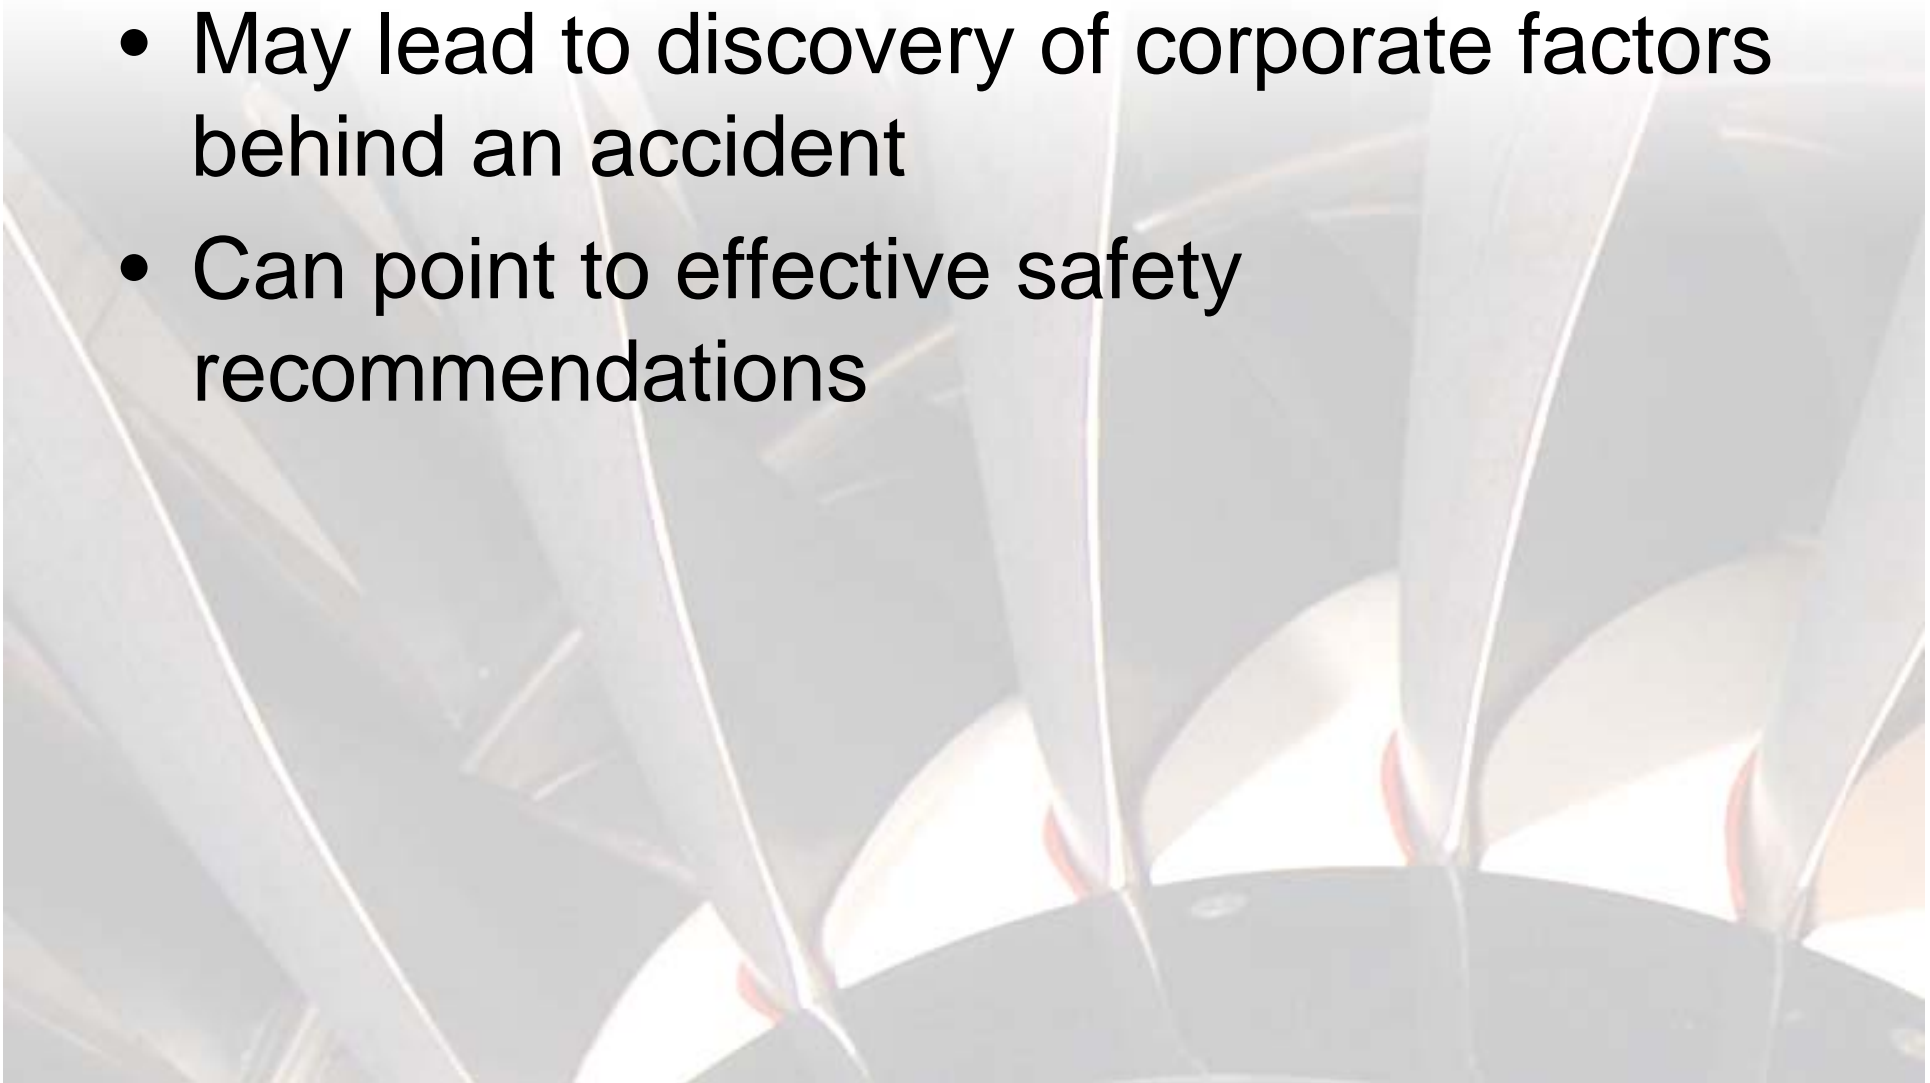 • May lead to discovery of corporate factors
behind an accident
• Can point to effective safety
recommendations